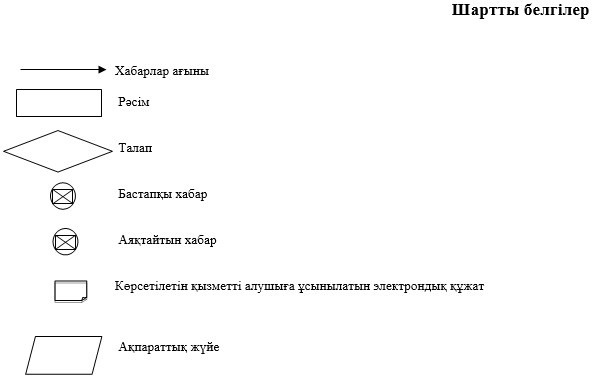 Шартты белгілер
Хабарлар ағыны
Рәсім
Талап
Бастапқы хабар
Аяқтайтын хабар
Көрсетілетін қызметті алушыға ұсынылатын электрондық құжат
Ақпараттық жүйе